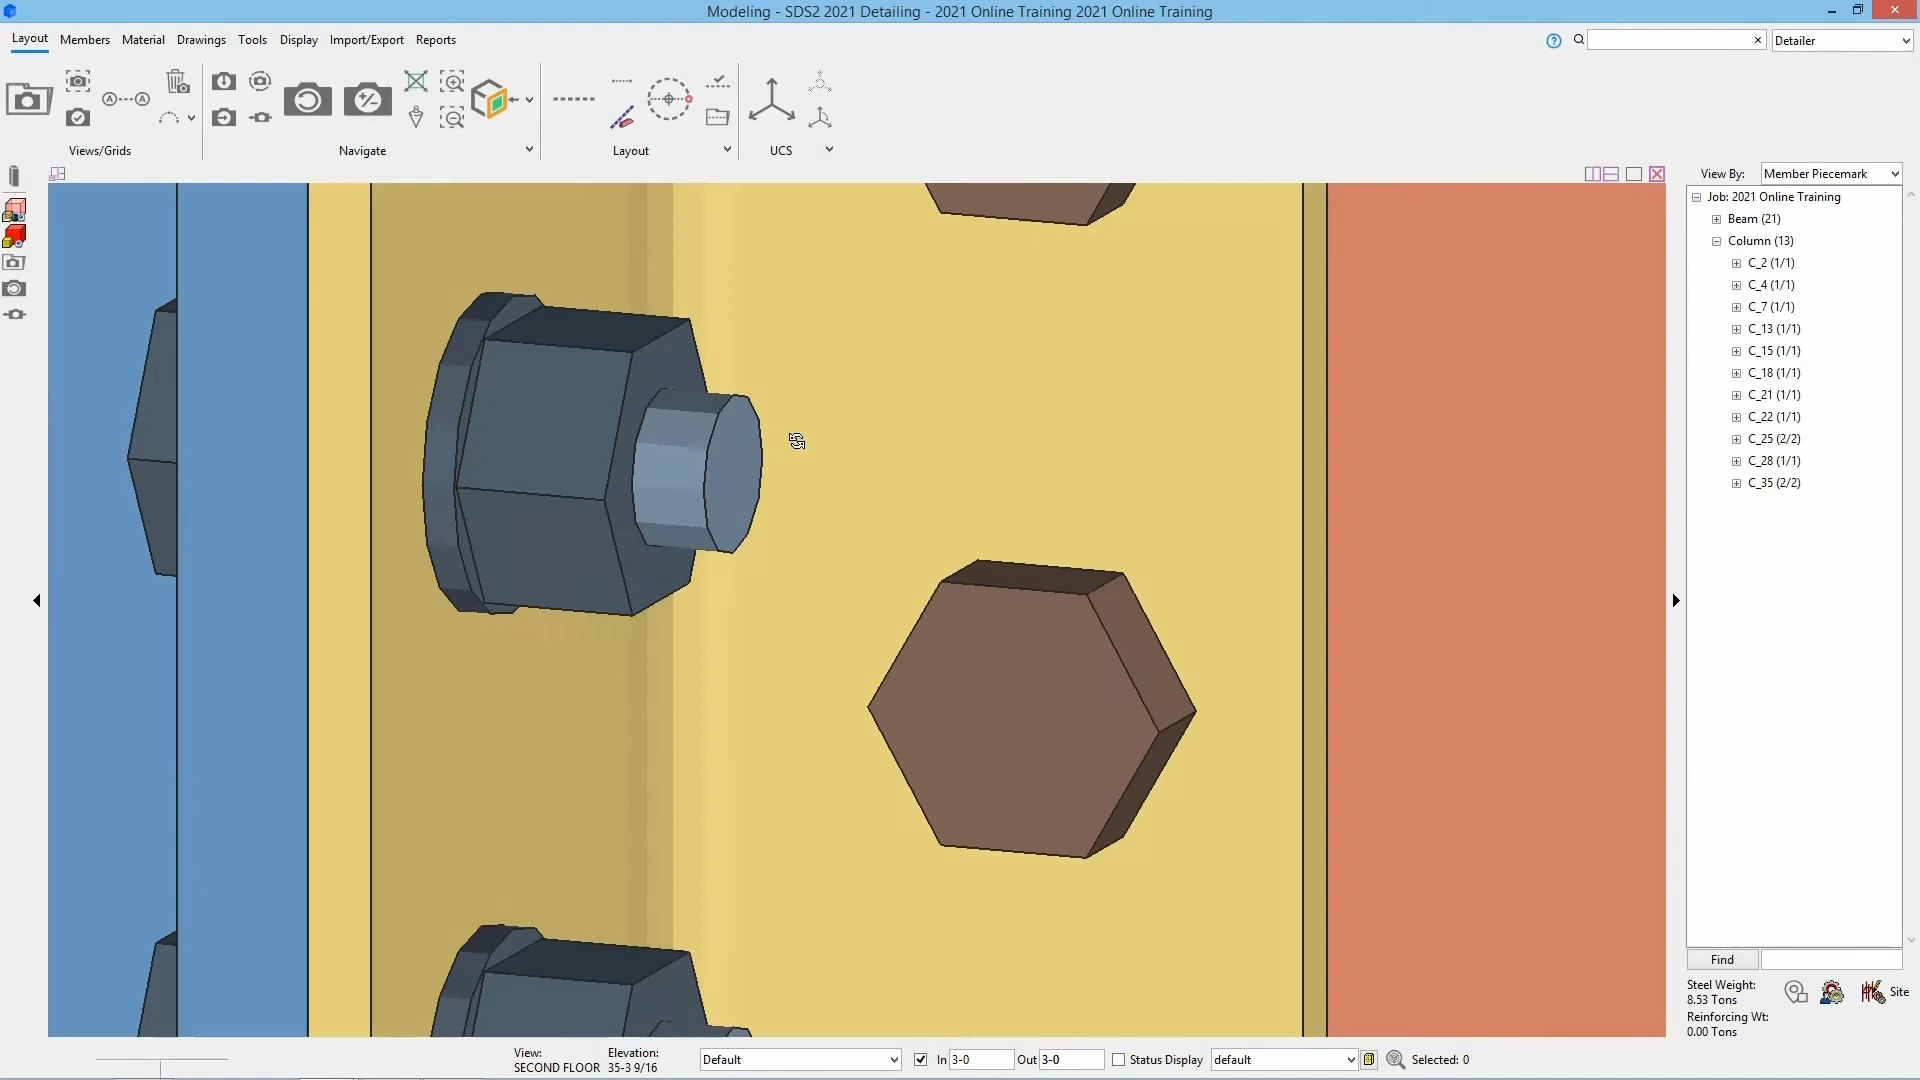 Modeling - SDS2 2021 Detailing - 2021 Online Training 2021 Online Training
Layout Members Material Drawings Tools Display Import/Export Reports
Detailer
Views/Grids Navigate Layout UCS
View By: Member Piecemark
Job: 2021 Online Training
Beam (21)
Column (13)
C_2 (1/1)
C_4 (1/1)
C_7 (1/1)
C_13 (1/1)
C_15 (1/1)
C_18 (1/1)
C_21 (1/1)
C_22 (1/1)
C_25 (2/2)
C_28 (1/1)
C_35 (2/2)
Find
Steel Weight:
8.53 Tons
Site
Reinforcing Wt:
0.00 Tons
View: Elevation:
SECOND FLOOR 35-3 9/16
Default In 3-0 Out 3-0 Status Display default Selected: 0